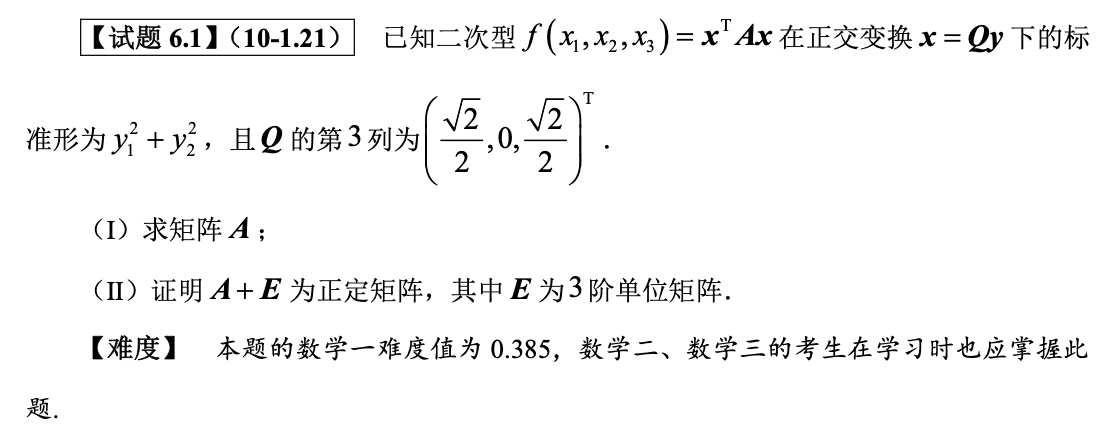 【试题 6.1】(10-1.21) 已知二次型 $f(x_1,x_2,x_3)=\boldsymbol{x}^{\mathrm{T}}\boldsymbol{A}\boldsymbol{x}$ 在正交变换 $\boldsymbol{x}=\boldsymbol{Q}\boldsymbol{y}$ 下的标
准形为 $y_1^2+y_2^2$，且 $\boldsymbol{Q}$ 的第 3 列为 $\left(\frac{\sqrt{2}}{2},0,\frac{\sqrt{2}}{2}\right)^{\mathrm{T}}$．
（I）求矩阵 $\boldsymbol{A}$；
（II）证明 $\boldsymbol{A}+\boldsymbol{E}$ 为正定矩阵，其中 $\boldsymbol{E}$ 为 3 阶单位矩阵．
【难度】 本题的数学一难度值为 0.385，数学二、数学三的考生在学习时也应掌握此
题．